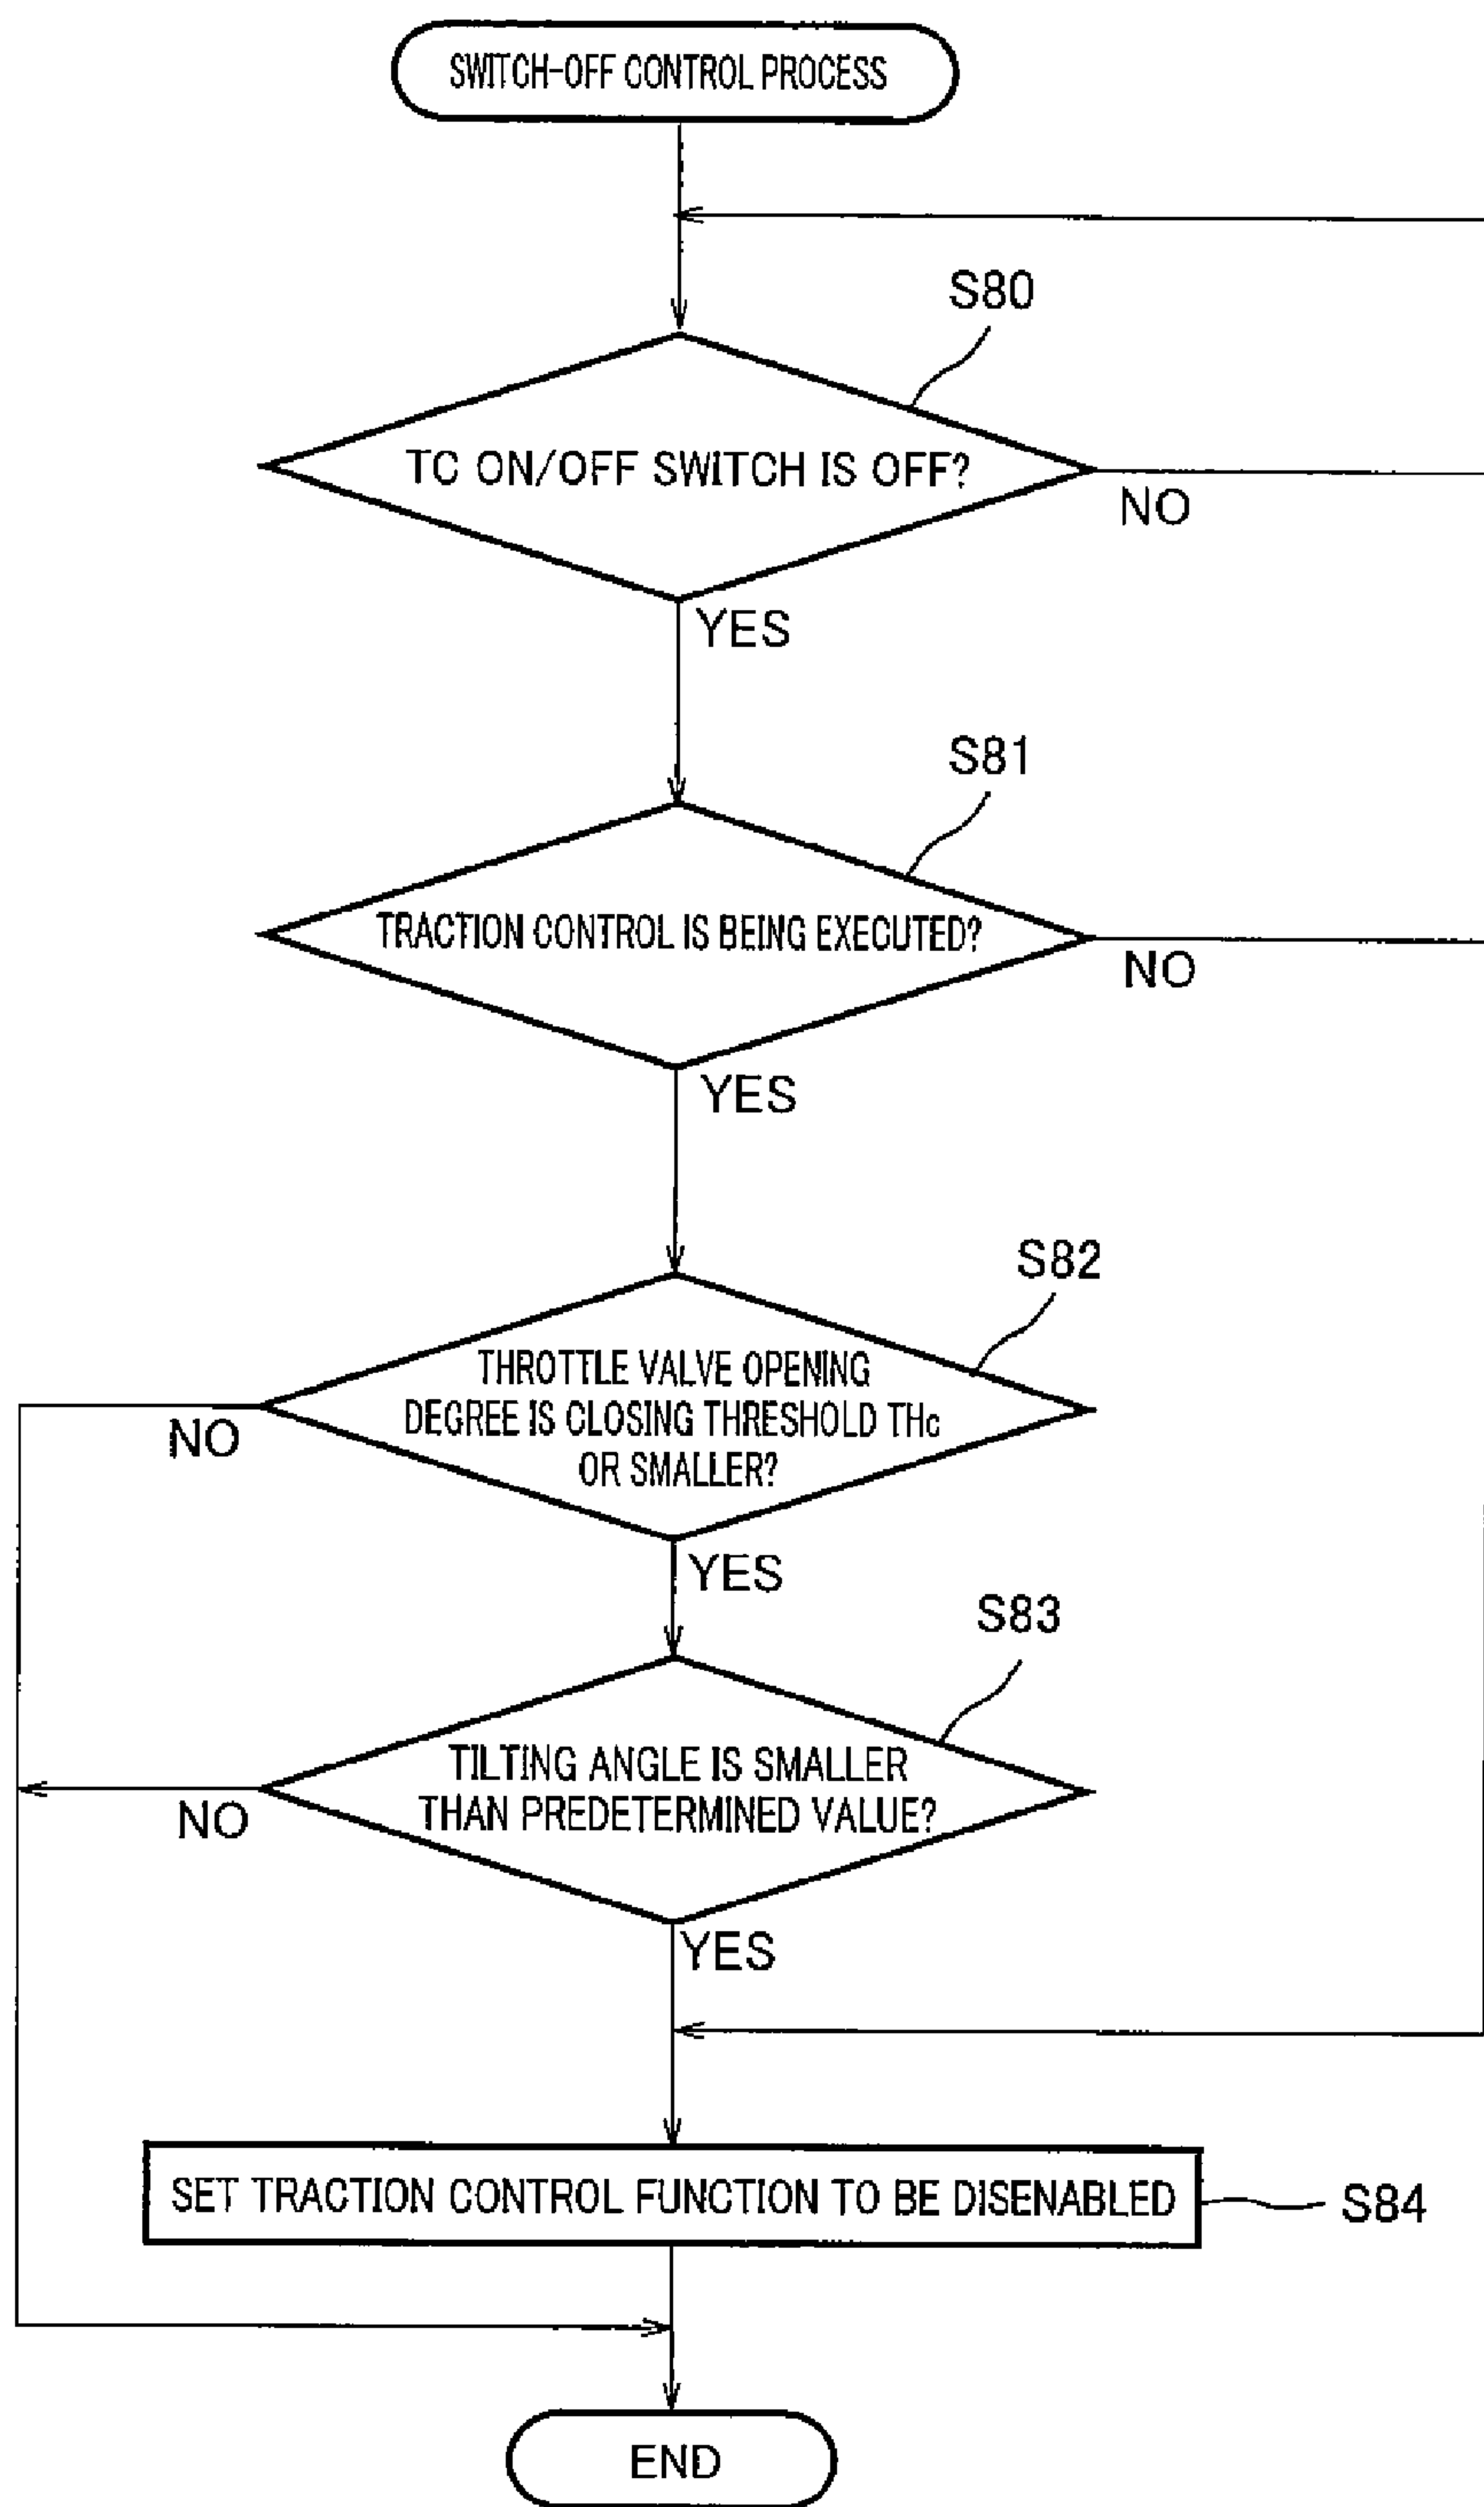 SWITCH-OFF CONTROL PROCESS
S80
TC ON/OFF SWITCH IS OFF?
NO
YES
S81
TRACTION CONTROL IS BEING EXECUTED?
NO
YES
S82
THROTTLE VALVE OPENING
DEGREE IS CLOSING THRESHOLD THc
OR SMALLER?
NO
YES
S83
TILTING ANGLE IS SMALLER
THAN PREDETERMINED VALUE?
NO
YES
SET TRACTION CONTROL FUNCTION TO BE DISENABLED
S84
END